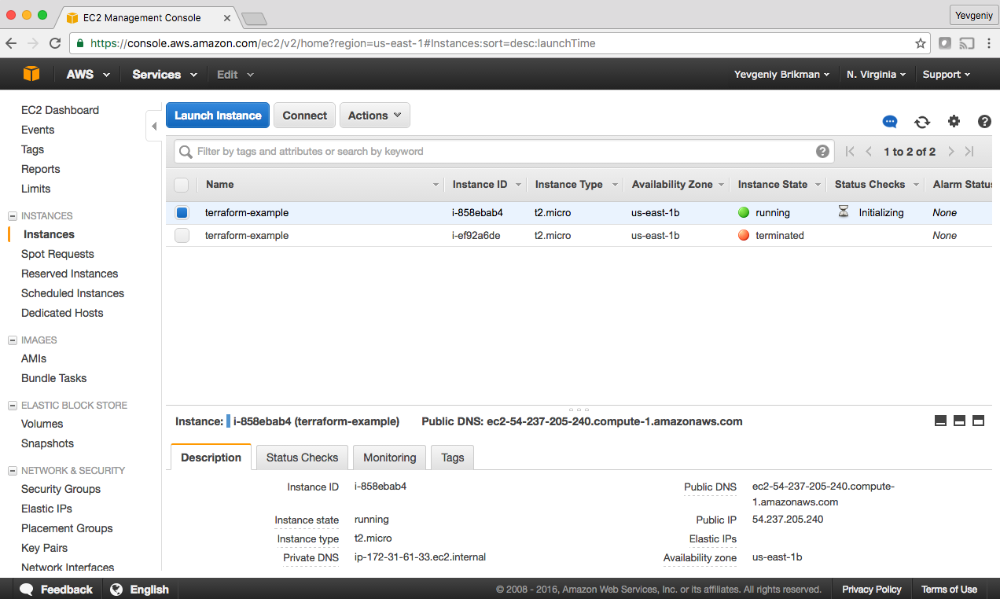 EC2 Management Console
Yevgeniy
https://console.aws.amazon.com/ec2/v2/home?region=us-east-1#Instances:sort=desc:launchTime
AWS Services Edit Yevgeniy Brikman N. Virginia Support
EC2 Dashboard
Events
Tags
Reports
Limits
INSTANCES
Instances
Spot Requests
Reserved Instances
Scheduled Instances
Dedicated Hosts
IMAGES
AMIs
Bundle Tasks
ELASTIC BLOCK STORE
Volumes
Snapshots
NETWORK & SECURITY
Security Groups
Elastic IPs
Placement Groups
Key Pairs
Network Interfaces
Launch Instance Connect Actions
Filter by tags and attributes or search by keyword
1 to 2 of 2
Name Instance ID Instance Type Availability Zone Instance State Status Checks Alarm Status
terraform-example i-858ebab4 t2.micro us-east-1b running Initializing None
terraform-example i-ef92a6de t2.micro us-east-1b terminated None
Instance: i-858ebab4 (terraform-example) Public DNS: ec2-54-237-205-240.compute-1.amazonaws.com
Description Status Checks Monitoring Tags
Instance ID i-858ebab4
Instance state running
Instance type t2.micro
Private DNS ip-172-31-61-33.ec2.internal
Public DNS ec2-54-237-205-240.compute-
1.amazonaws.com
Public IP 54.237.205.240
Elastic IPs
Availability zone us-east-1b
Feedback English © 2008 - 2016, Amazon Web Services, Inc. or its affiliates. All rights reserved. Privacy Policy Terms of Use